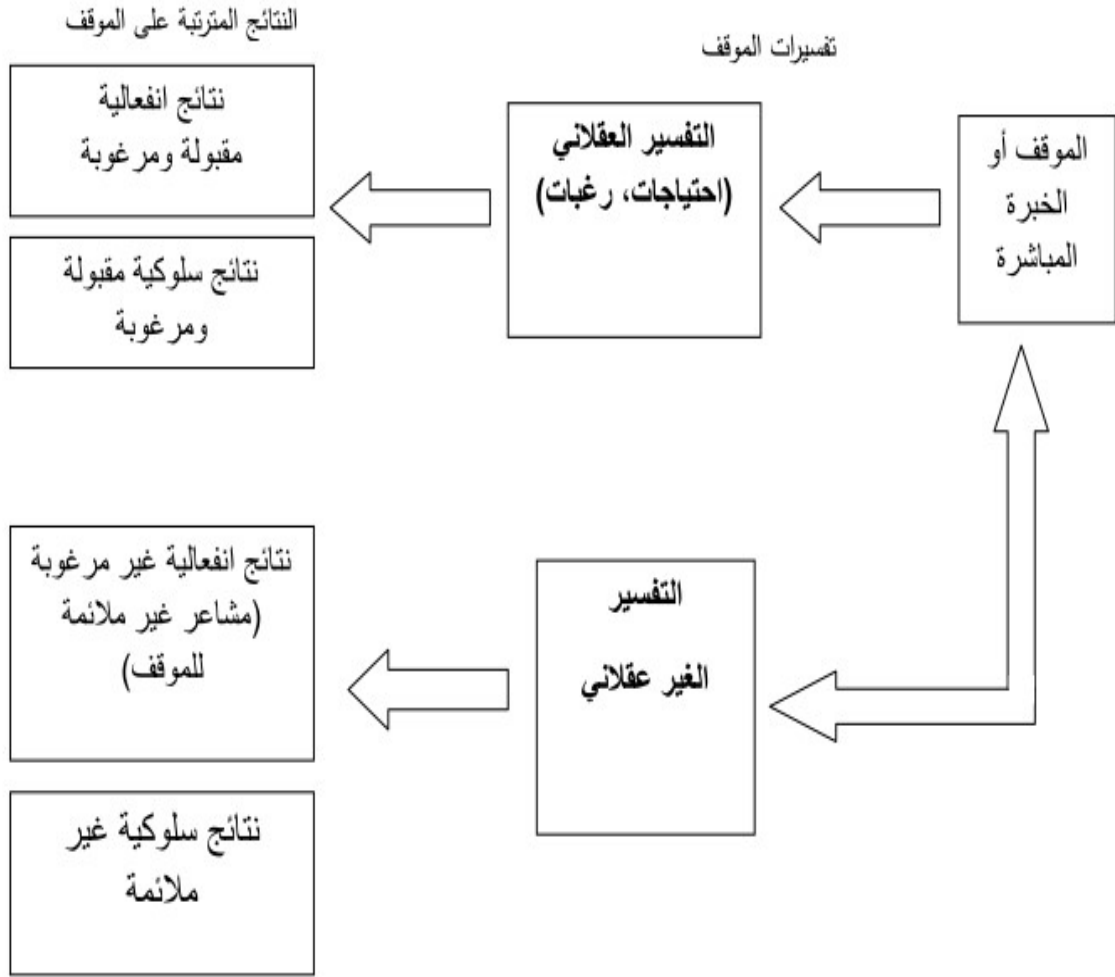 تفسيرات الموقف
النتائج المترتبة على الموقف
الموقف أو
الخبرة
المباشرة
التفسير العقلاني
(احتياجات، رغبات)
نتائج انفعالية
مقبولة ومرغوبة
نتائج سلوكية مقبولة
ومرغوبة
التفسير
الغير عقلاني
نتائج انفعالية غير مرغوبة
(مشاعر غير ملائمة
للموقف)
نتائج سلوكية غير
ملائمة